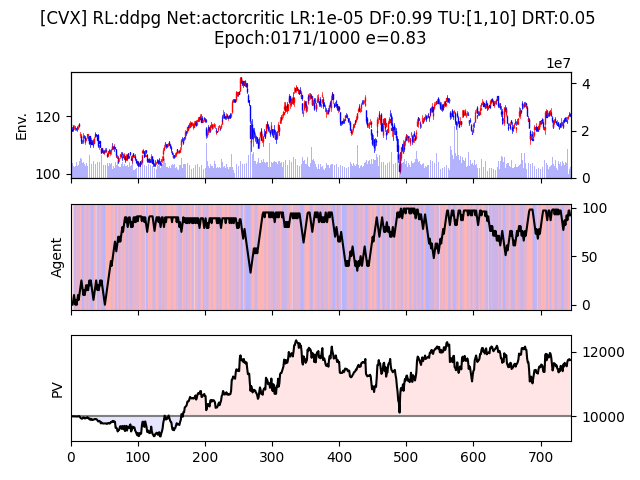 [CVX] RL:ddpg Net:actorcritic LR:1e-05 DF:0.99 TU:[1,10] DRT:0.05
Epoch:0171/1000 e=0.83
1e7
Env.
120
100
4
2
0
Agent
100
50
0
PV
12000
10000
0 100 200 300 400 500 600 700